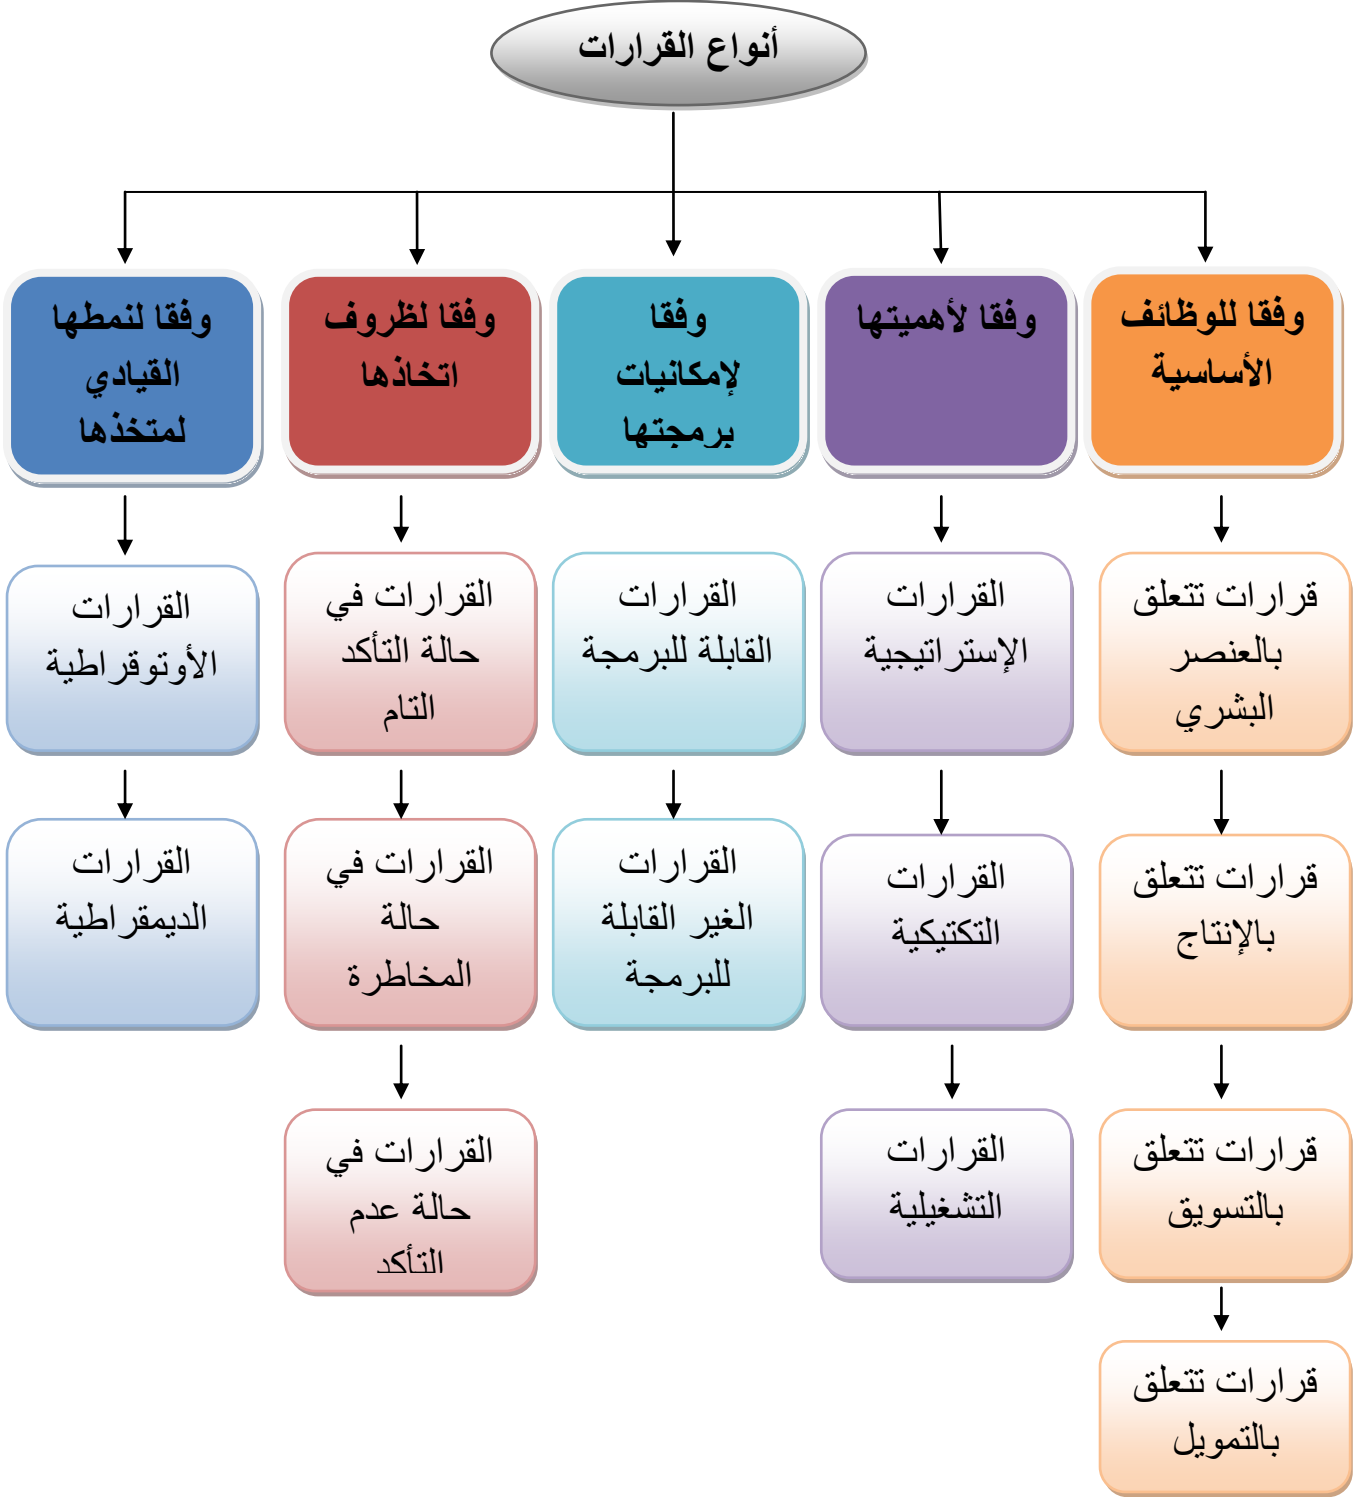 أنواع القرارات
وفقا للوظائف
الأساسية
وفقا لأهميتها
وفقا
لإمكانيات
برمجتها
وفقا لظروف
اتخاذها
وفقا لنمطها
القيادي
لمتخذها
قرارات تتعلق
بالعنصر
البشري
القرارات
الإستراتيجية
القرارات
القابلة للبرمجة
القرارات في
حالة التأكد
التام
القرارات
الأوتوقراطية
قرارات تتعلق
بالإنتاج
القرارات
التكتيكية
القرارات
الغير القابلة
للبرمجة
القرارات في
حالة
المخاطرة
القرارات
الديمقراطية
قرارات تتعلق
بالتسويق
القرارات
التشغيلية
القرارات في
حالة عدم
التأكد
قرارات تتعلق
بالتمويل